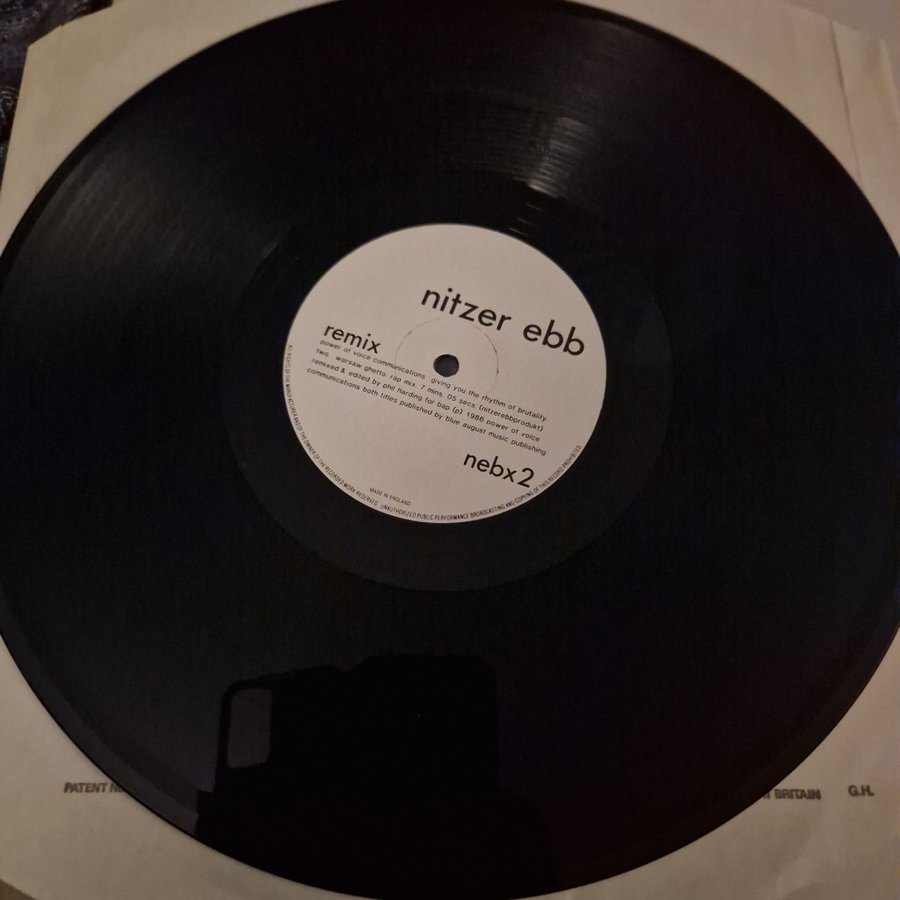 nitzer ebb
remix
power of voice communications giving you the rhythm of brutality.
two. warsaw ghetto. rap mix. 7 mins. 05 secs (nitzerebbprodukt)
remixed & edited by phil harding for bap (p) 1986 power of voice
communications both titles published by blue august music publishing
nebx2
MADE IN ENGLAND
ALL RIGHTS OF THE MANUFACTURER AND OF THE OWNER OF THE RECORDED WORK RESERVED · UNAUTHORIZED PUBLIC PERFORMANCE BROADCASTING AND COPYING OF THIS RECORD PROHIBITED
PATENT
BRITAIN
G.H.